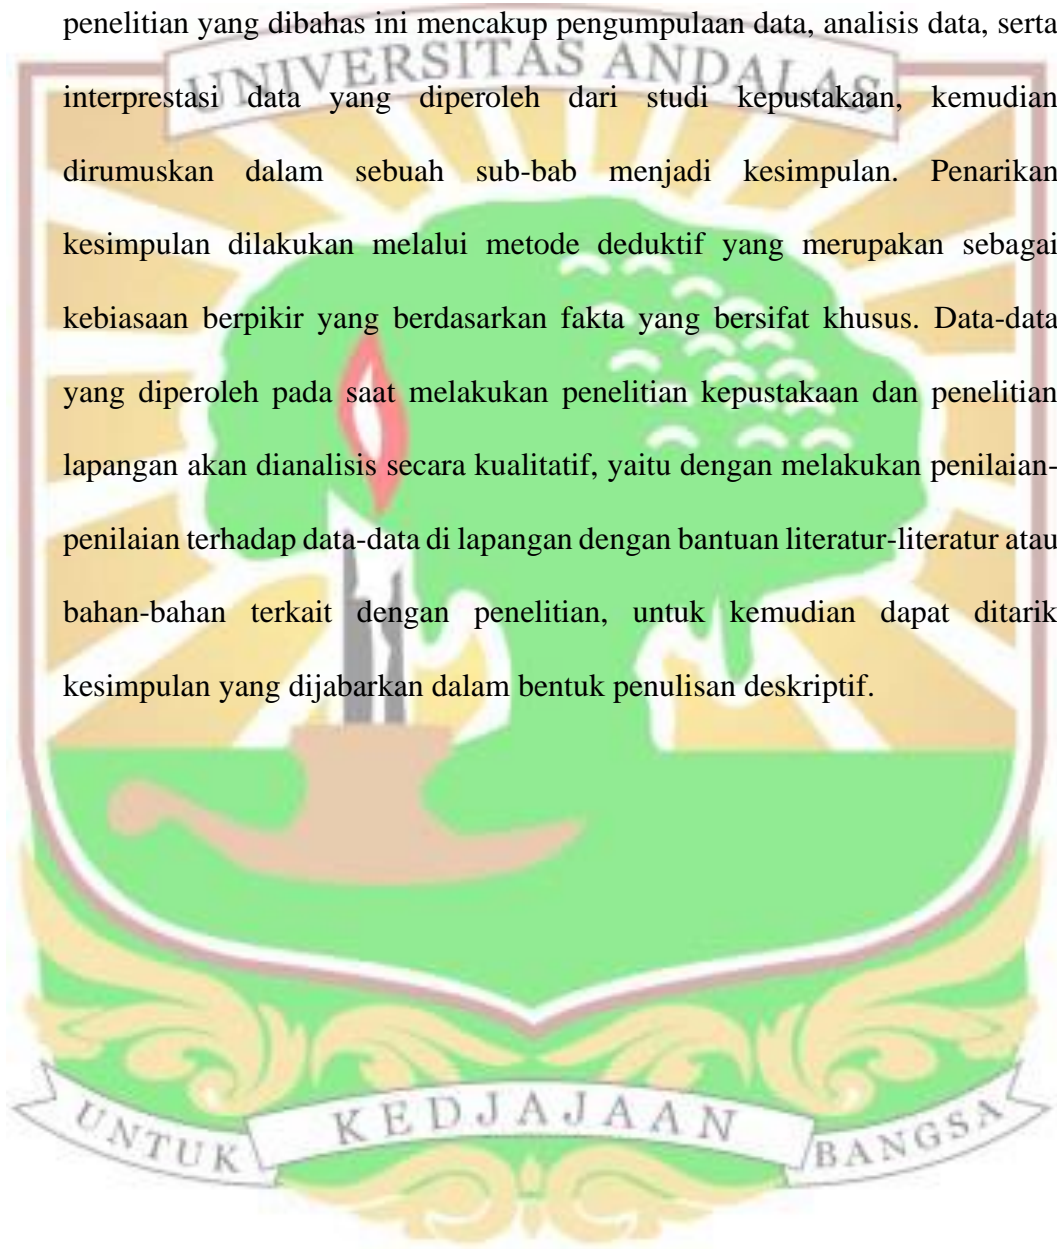 penelitian yang dibahas ini mencakup pengumpulaan data, analisis data, serta
UNIVERSITAS ANDALAS
interprestasi data yang diperoleh dari studi kepustakaan, kemudian
dirumuskan dalam sebuah sub-bab menjadi kesimpulan. Penarikan
kesimpulan dilakukan melalui metode deduktif yang merupakan sebagai
kebiasaan berpikir yang berdasarkan fakta yang bersifat khusus. Data-data
yang diperoleh pada saat melakukan penelitian kepustakaan dan penelitian
lapangan akan dianalisis secara kualitatif, yaitu dengan melakukan penilaian-
penilaian terhadap data-data di lapangan dengan bantuan literatur-literatur atau
bahan-bahan terkait dengan penelitian, untuk kemudian dapat ditarik
kesimpulan yang dijabarkan dalam bentuk penulisan deskriptif.
UNTUK KEDJAJAAN BANGSA